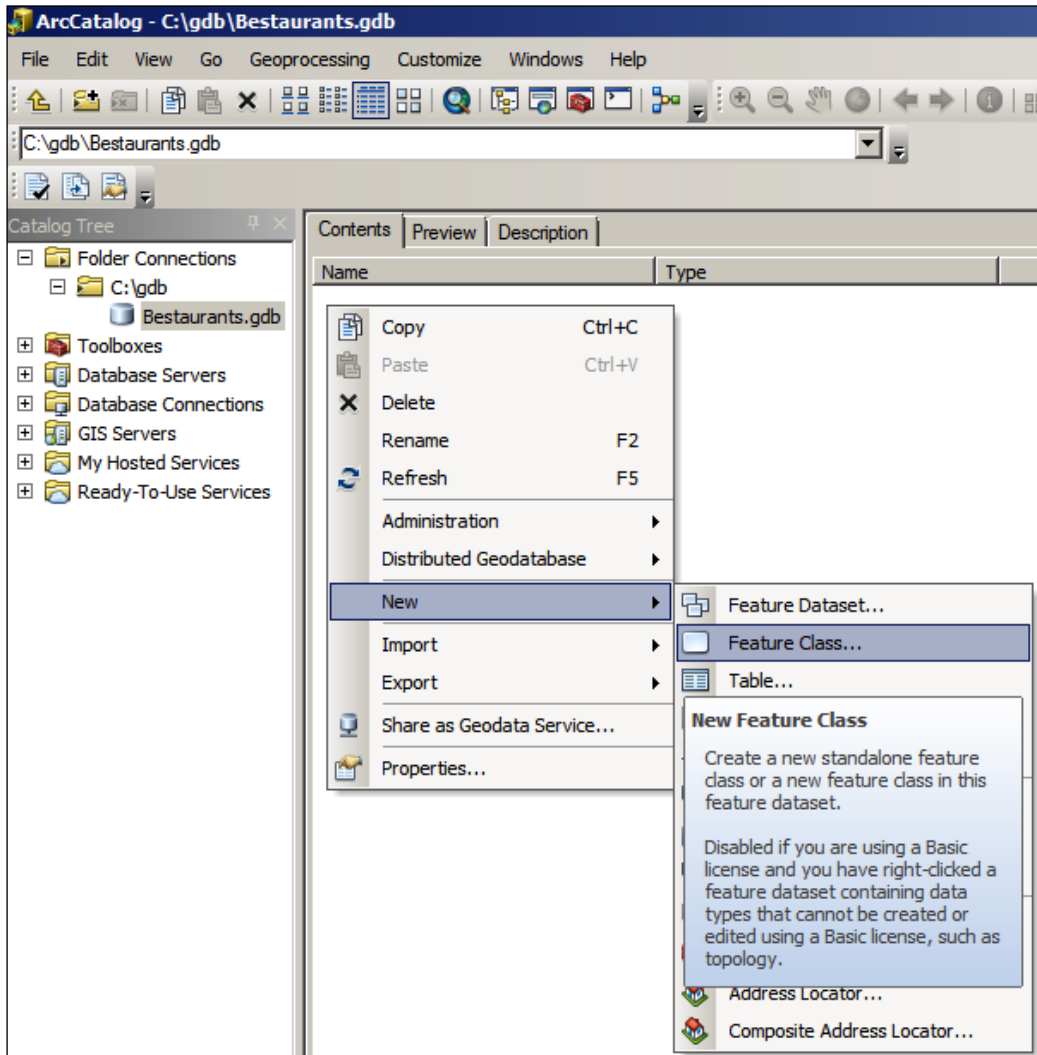 ArcCatalog - C:\gdb\Bestaurants.gdb
File Edit View Go Geoprocessing Customize Windows Help
C:\gdb\Bestaurants.gdb
Catalog Tree
Folder Connections
C:\gdb
Bestaurants.gdb
Toolboxes
Database Servers
Database Connections
GIS Servers
My Hosted Services
Ready-To-Use Services
Contents Preview Description
Name Type
Copy Ctrl+C
Paste Ctrl+V
Delete
Rename F2
Refresh F5
Administration
Distributed Geodatabase
New
Import
Export
Share as Geodata Service...
Properties...
Feature Dataset...
Feature Class...
Table...
New Feature Class
Create a new standalone feature
class or a new feature class in this
feature dataset.
Disabled if you are using a Basic
license and you have right-clicked a
feature dataset containing data
types that cannot be created or
edited using a Basic license, such as
topology.
Address Locator...
Composite Address Locator...